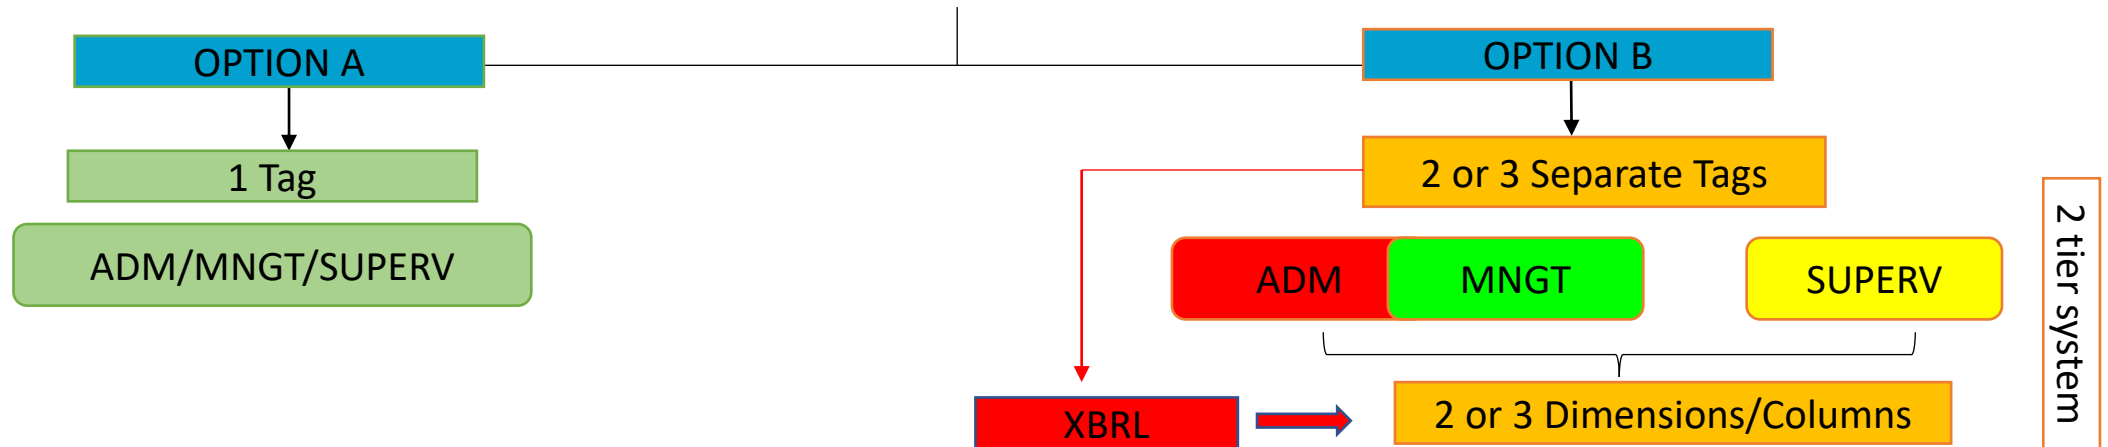 OPTION A
OPTION B
1 Tag
2 or 3 Separate Tags
ADM/MNGT/SUPERV
ADM
MNGT
SUPERV
2 tier system
XBRL
2 or 3 Dimensions/Columns